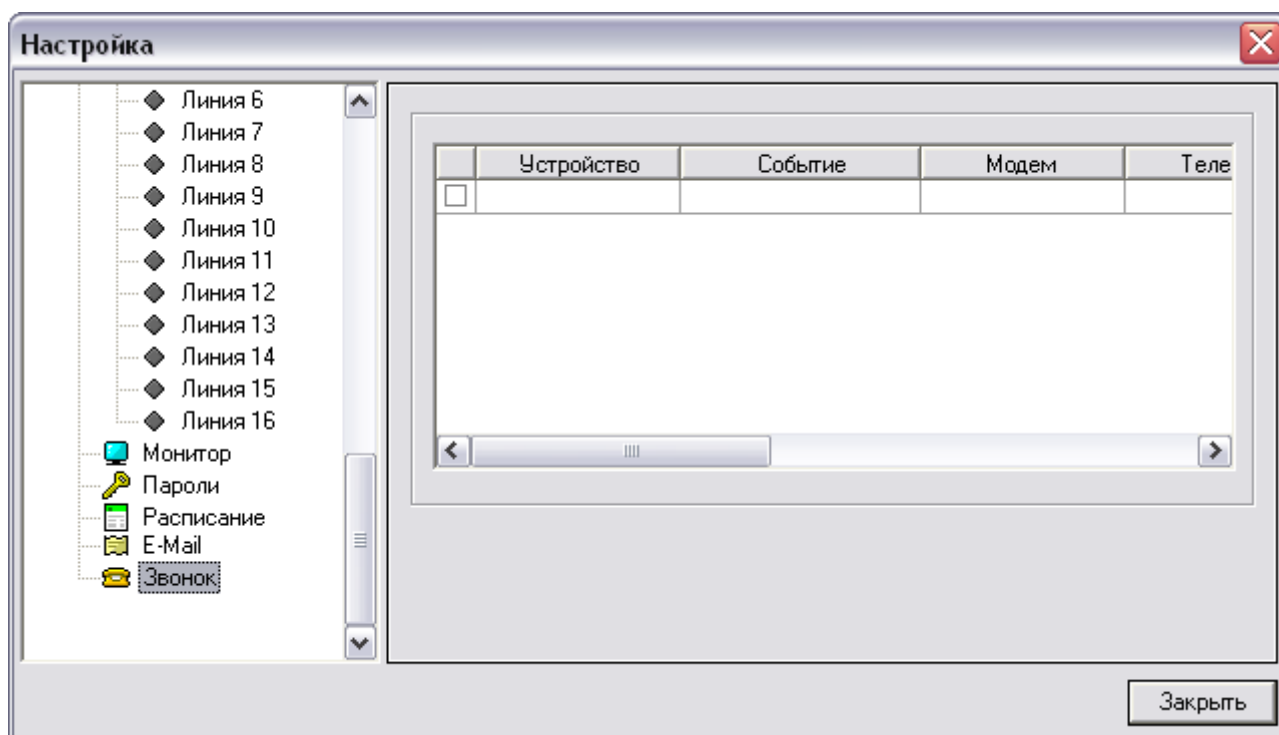 Настройка
Линия 6
Линия 7
Линия 8
Линия 9
Линия 10
Линия 11
Линия 12
Линия 13
Линия 14
Линия 15
Линия 16
Монитор
Пароли
Расписание
E-Mail
Звонок
Устройство Событие Модем Теле
Закрыть